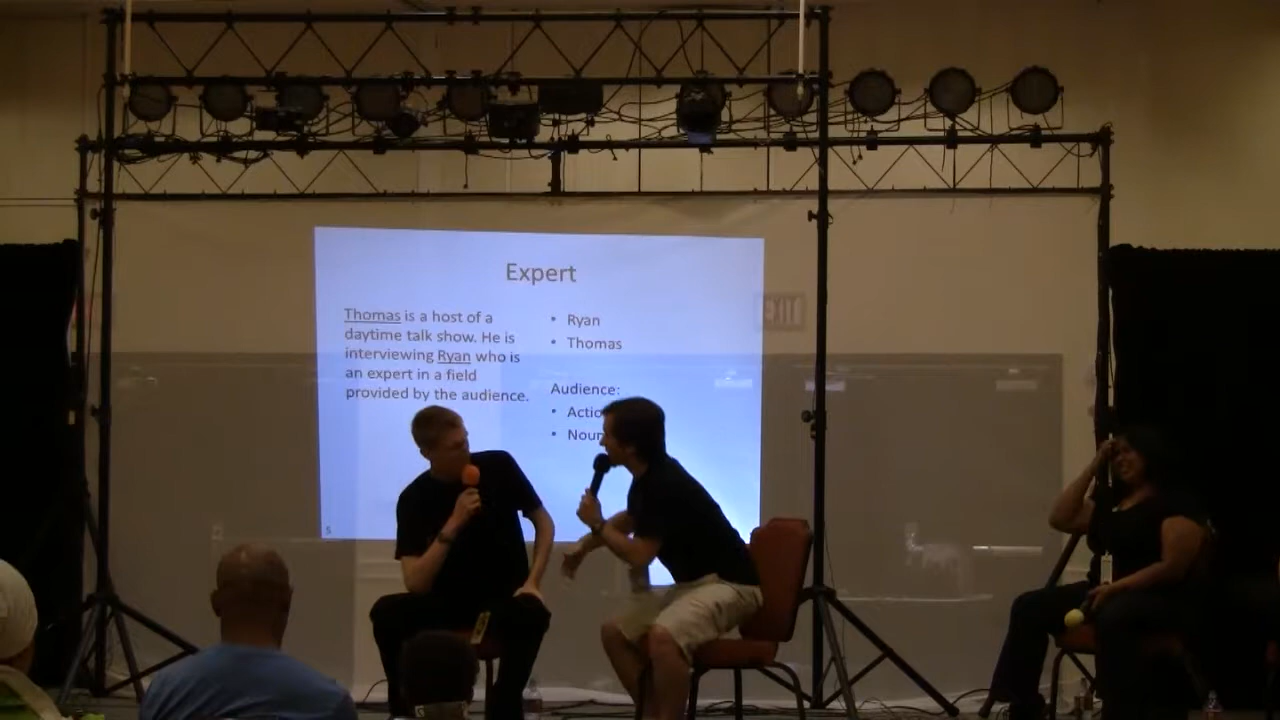 Expert
Thomas is a host of a
daytime talk show. He is
interviewing Ryan who is
an expert in a field
provided by the audience.
• Ryan
• Thomas
Audience:
• Actio
• Noun
5